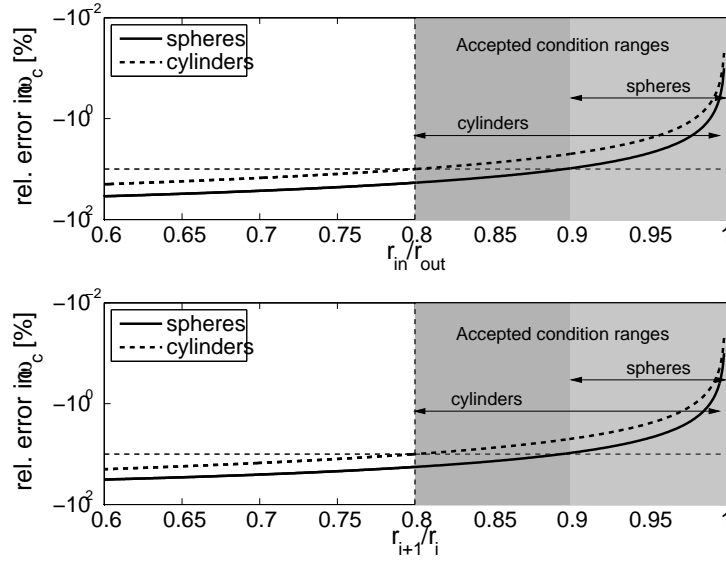 -10^-2
-10^0
-10^2
rel. error in ω_c [%]
spheres
cylinders
Accepted condition ranges
spheres
cylinders
0.6 0.65 0.7 0.75 0.8 0.85 0.9 0.95 1
r_in/r_out
-10^-2
-10^0
-10^2
rel. error in ω_c [%]
spheres
cylinders
Accepted condition ranges
spheres
cylinders
0.6 0.65 0.7 0.75 0.8 0.85 0.9 0.95 1
r_i+1/r_i